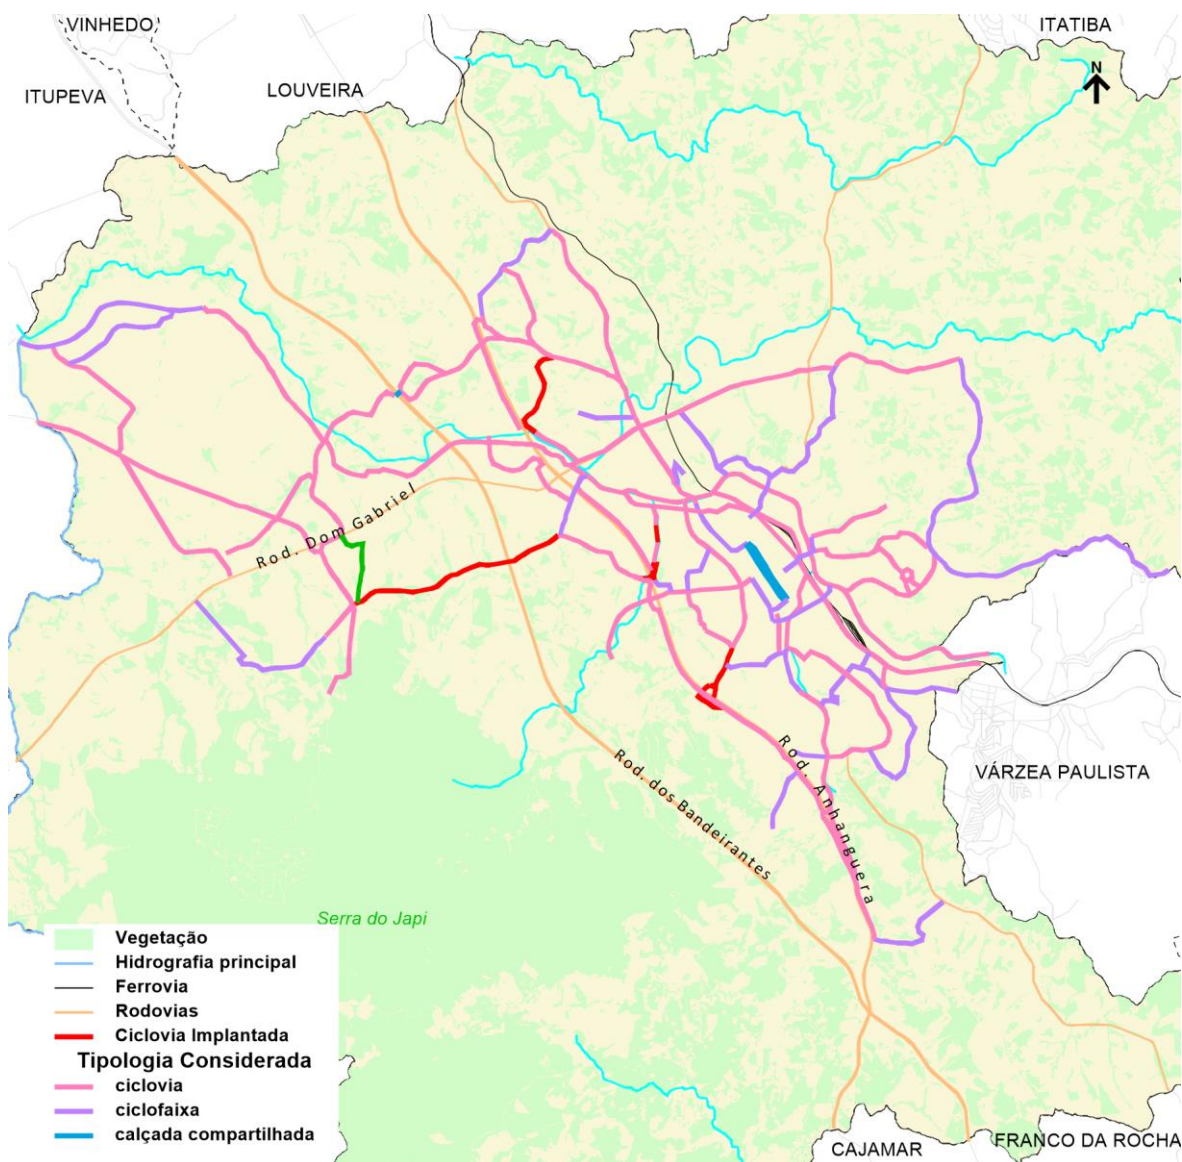 VINHEDO
ITATIBA
N
ITUPEVA
LOUVEIRA
Rod. Dom Gabriel
Rod. dos Bandeirantes
Rod. Anhanguera
VÁRZEA PAULISTA
Serra do Japi
Vegetação
Hidrografia principal
Ferrovia
Rodovias
Ciclovia Implantada
Tipologia Considerada
ciclovia
ciclofaixa
calçada compartilhada
CAJAMAR
FRANCO DA ROCHA